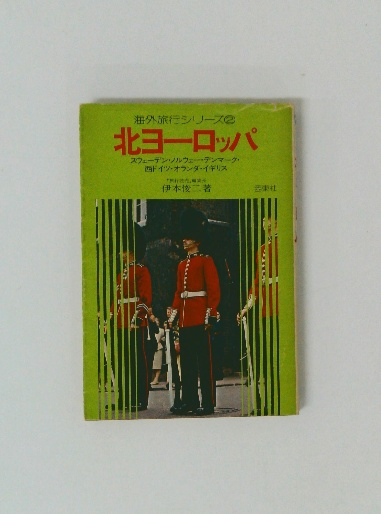 海外旅行シリーズ②
北ヨーロッパ
スウェーデン・ノルウェー・デンマーク・
西ドイツ・オランダ・イギリス
伊本俊二著